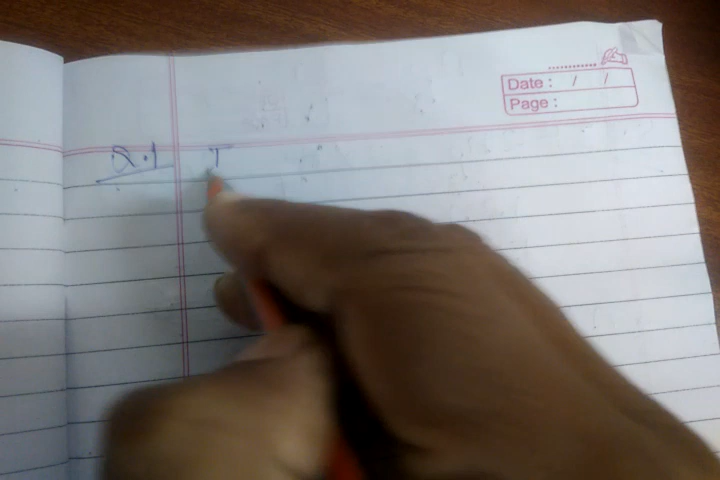 Date : / /
Page :
Q.1 T